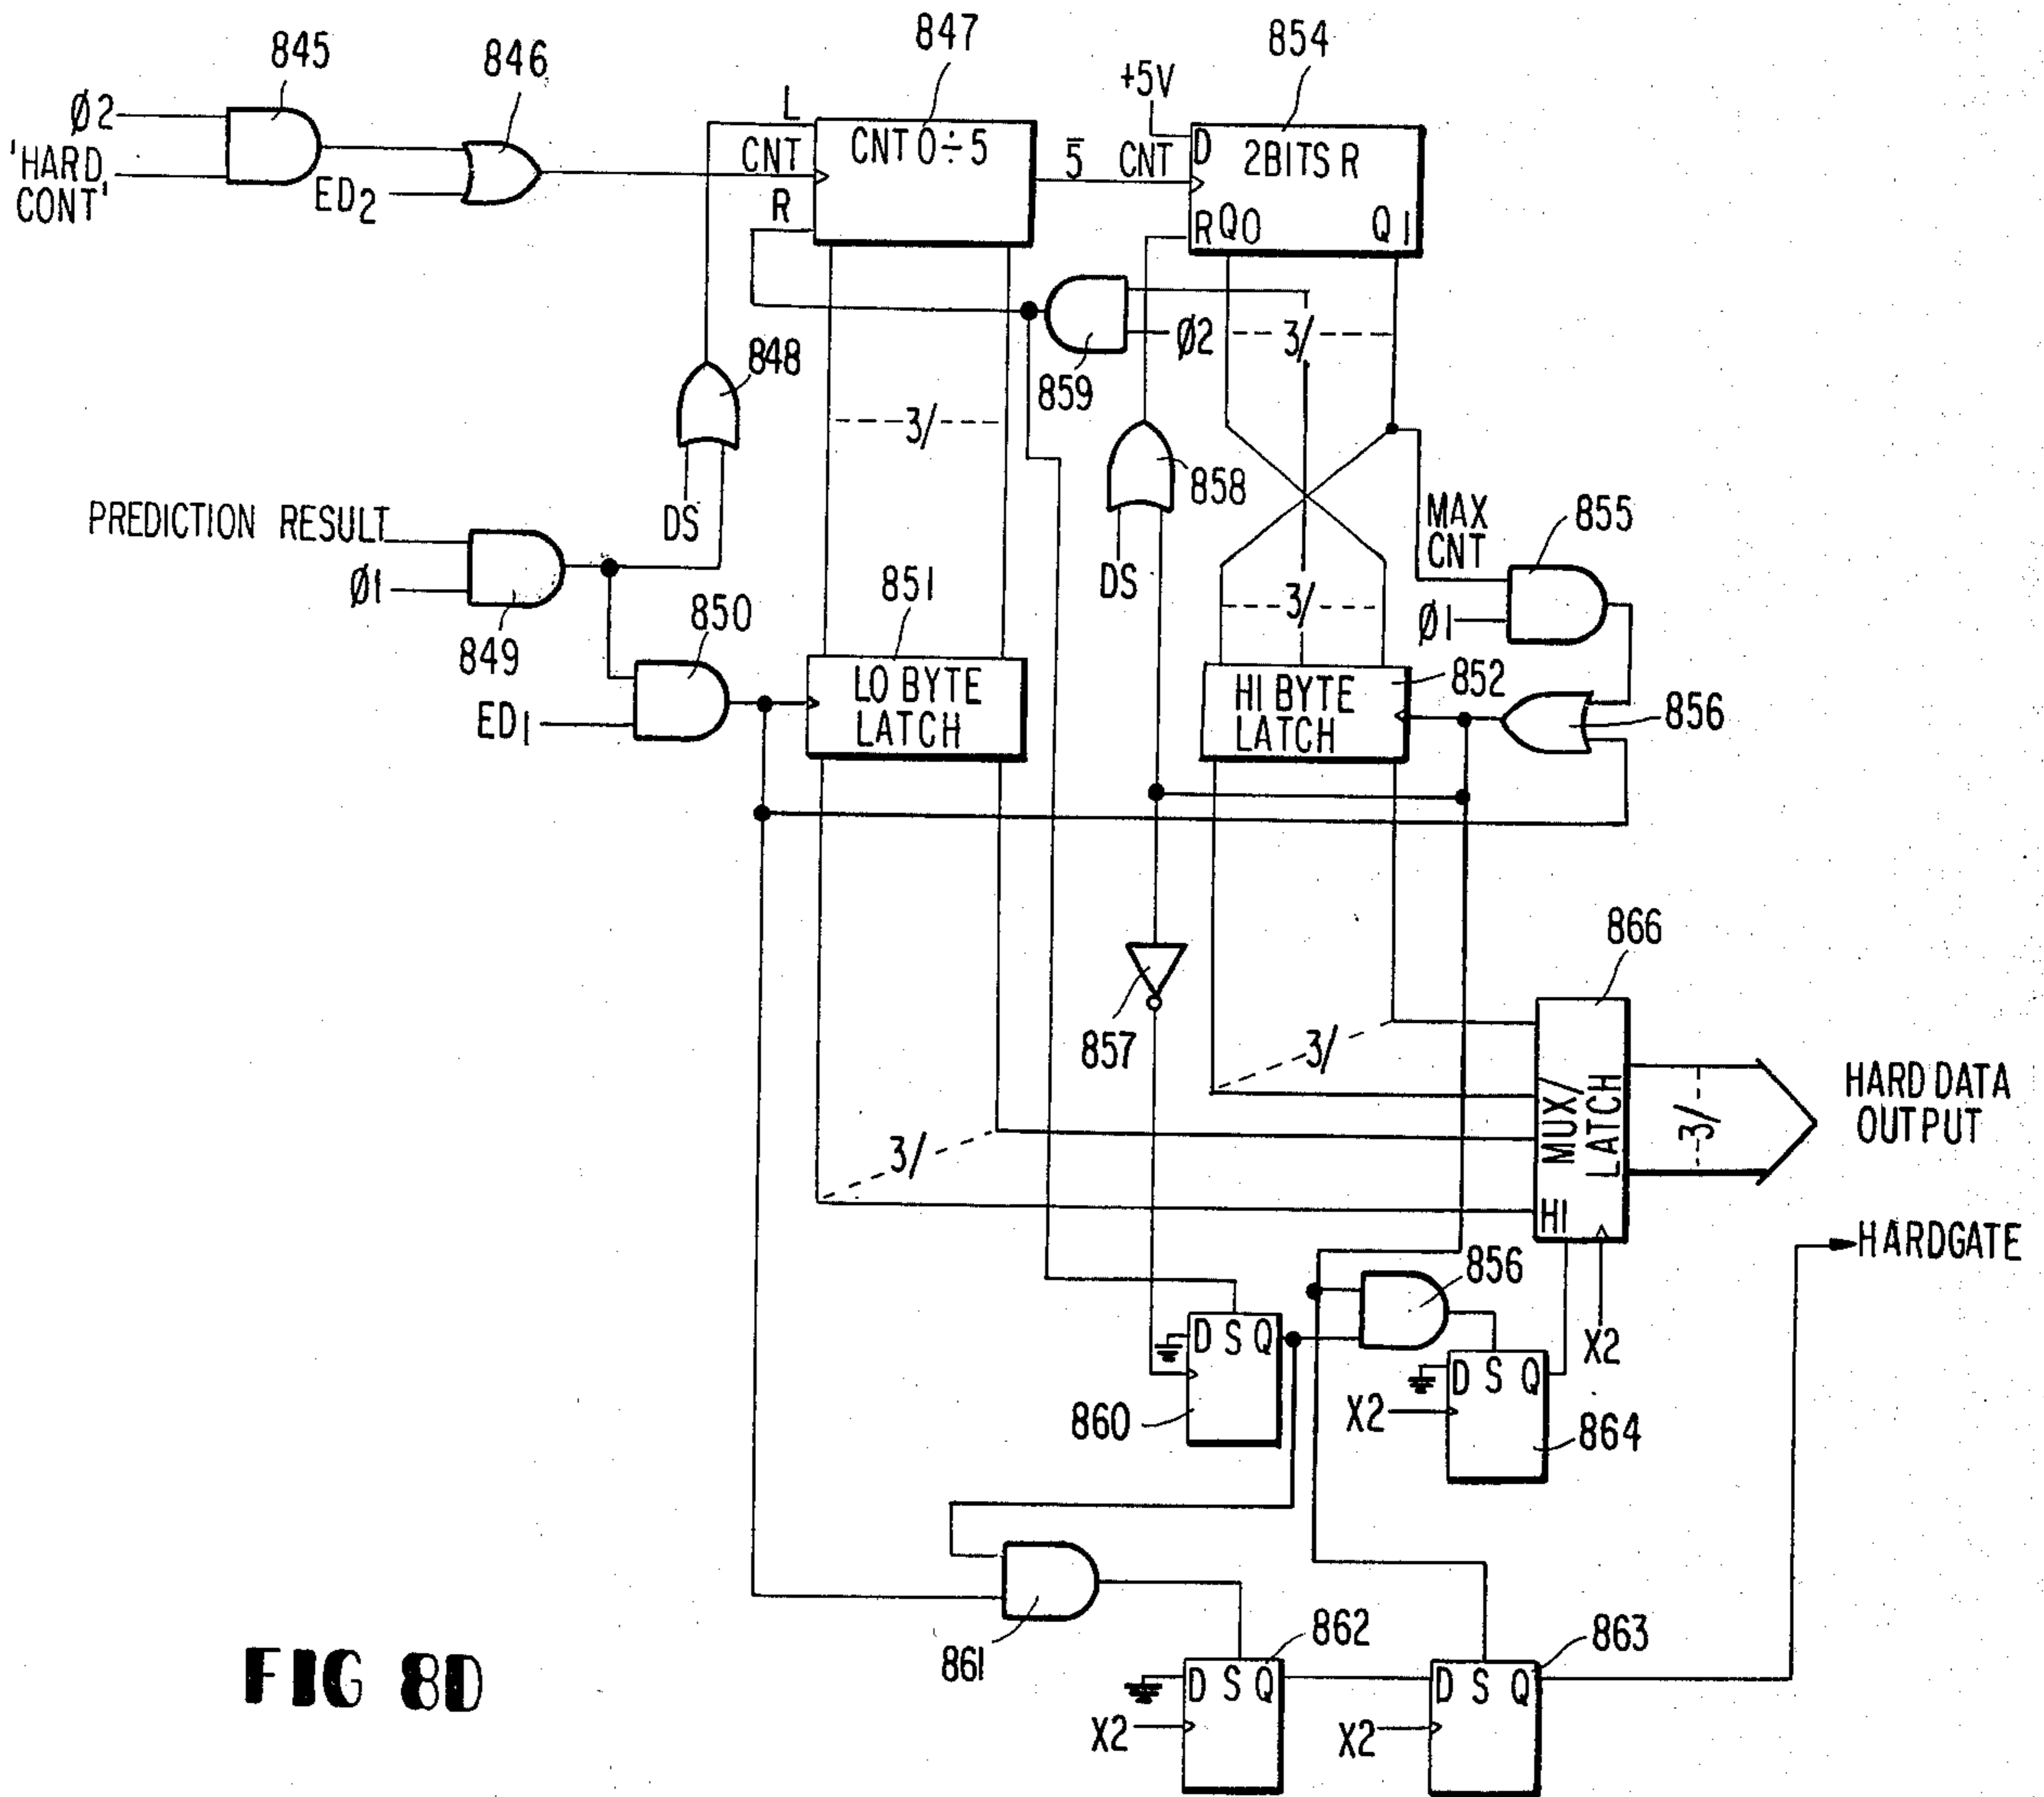 845
846
847
854
Ø2
'HARD
CONT'
ED2
L
CNT
R
CNT 0÷5
5̅
CNT
+5V
D
2BITS R
R Q0
Q1
Ø2
3/
859
848
3/
858
DS
DS
PREDICTION RESULT
Ø1
849
850
ED1
851
LO BYTE
LATCH
3/
HI BYTE
LATCH
852
MAX
CNT
855
Ø1
856
857
866
3/
3/
MUX/
LATCH
HI
3/
HARD DATA
OUTPUT
HARDGATE
856
X2
D S Q
860
D S Q
X2
864
861
862
863
D S Q
X2
D S Q
X2
FIG 8D